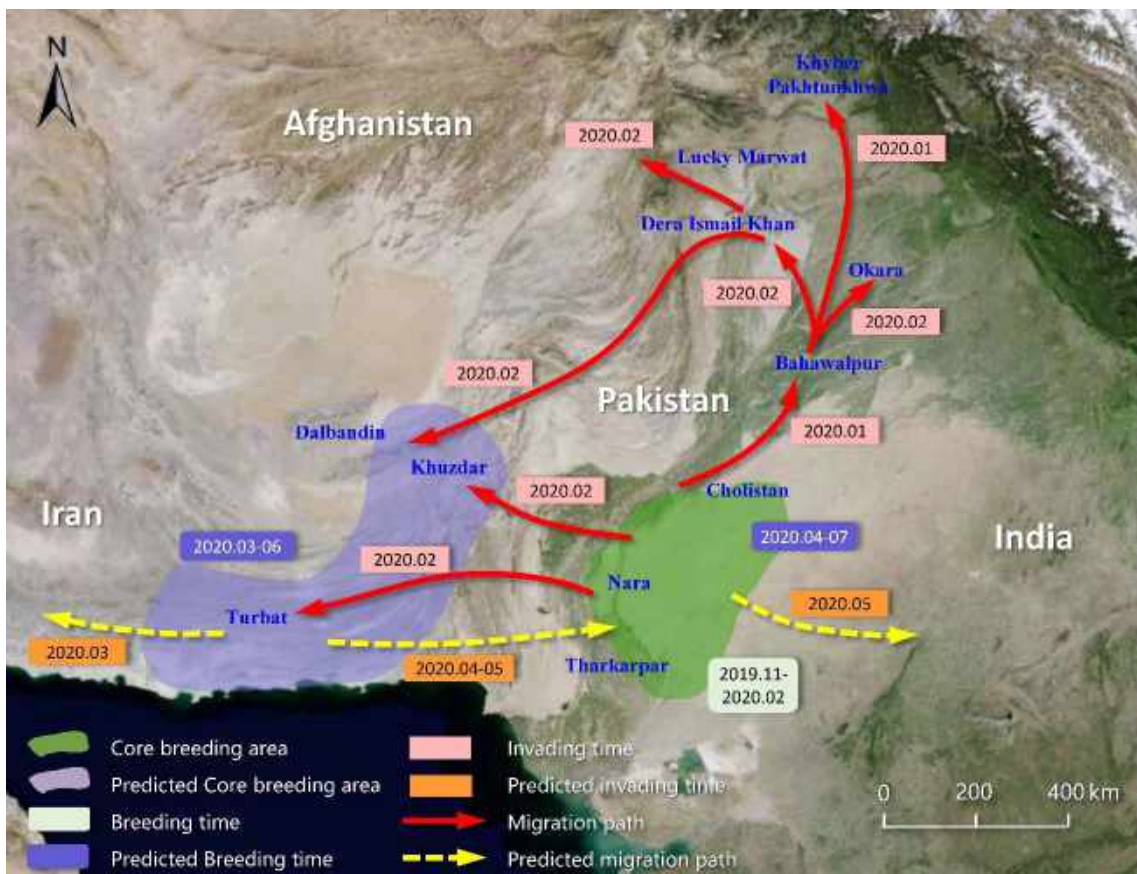 N
Khyber
Pakhtunkhwa
Afghanistan
2020.02
Lucky Marwat
2020.01
Dera Ismail Khan
Okara
2020.02
2020.02
Bahawalpur
2020.02
Pakistan
Dalbandin
2020.01
Khuzdar
2020.02
Cholistan
Iran
India
2020.03-06
2020.04-07
2020.02
Nara
Turbat
2020.05
2020.03
2020.04-05
Tharkarpar
2019.11-
2020.02
Core breeding area
Invading time
Predicted Core breeding area
Predicted invading time
Breeding time
Migration path
Predicted Breeding time
Predicted migration path
0 200 400 km